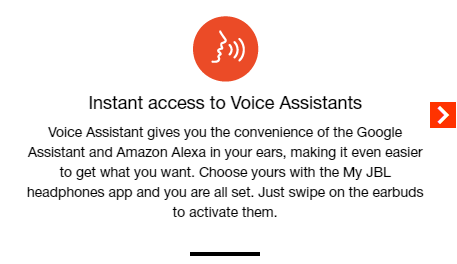 Instant access to Voice Assistants
Voice Assistant gives you the convenience of the Google
Assistant and Amazon Alexa in your ears, making it even easier
to get what you want. Choose yours with the My JBL
headphones app and you are all set. Just swipe on the earbuds
to activate them.